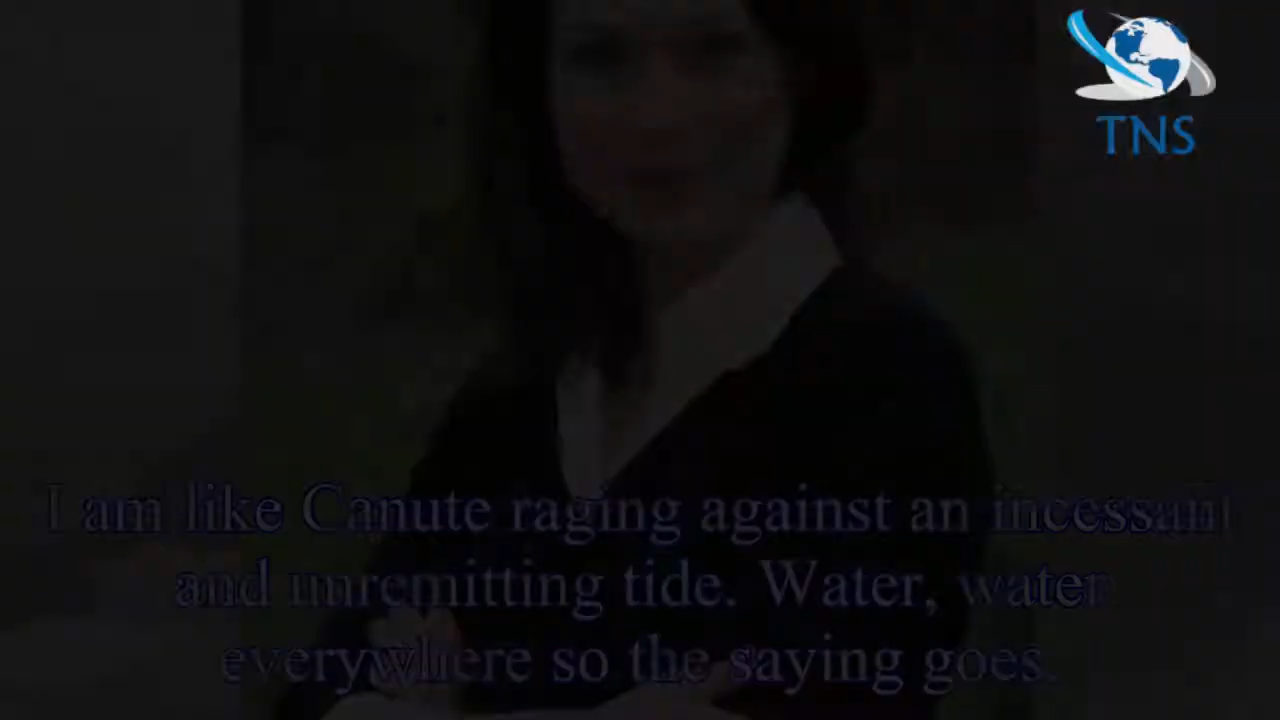 TNS
I am like Canute raging against an incessant
and unremitting tide. Water, water
everywhere so the saying goes.